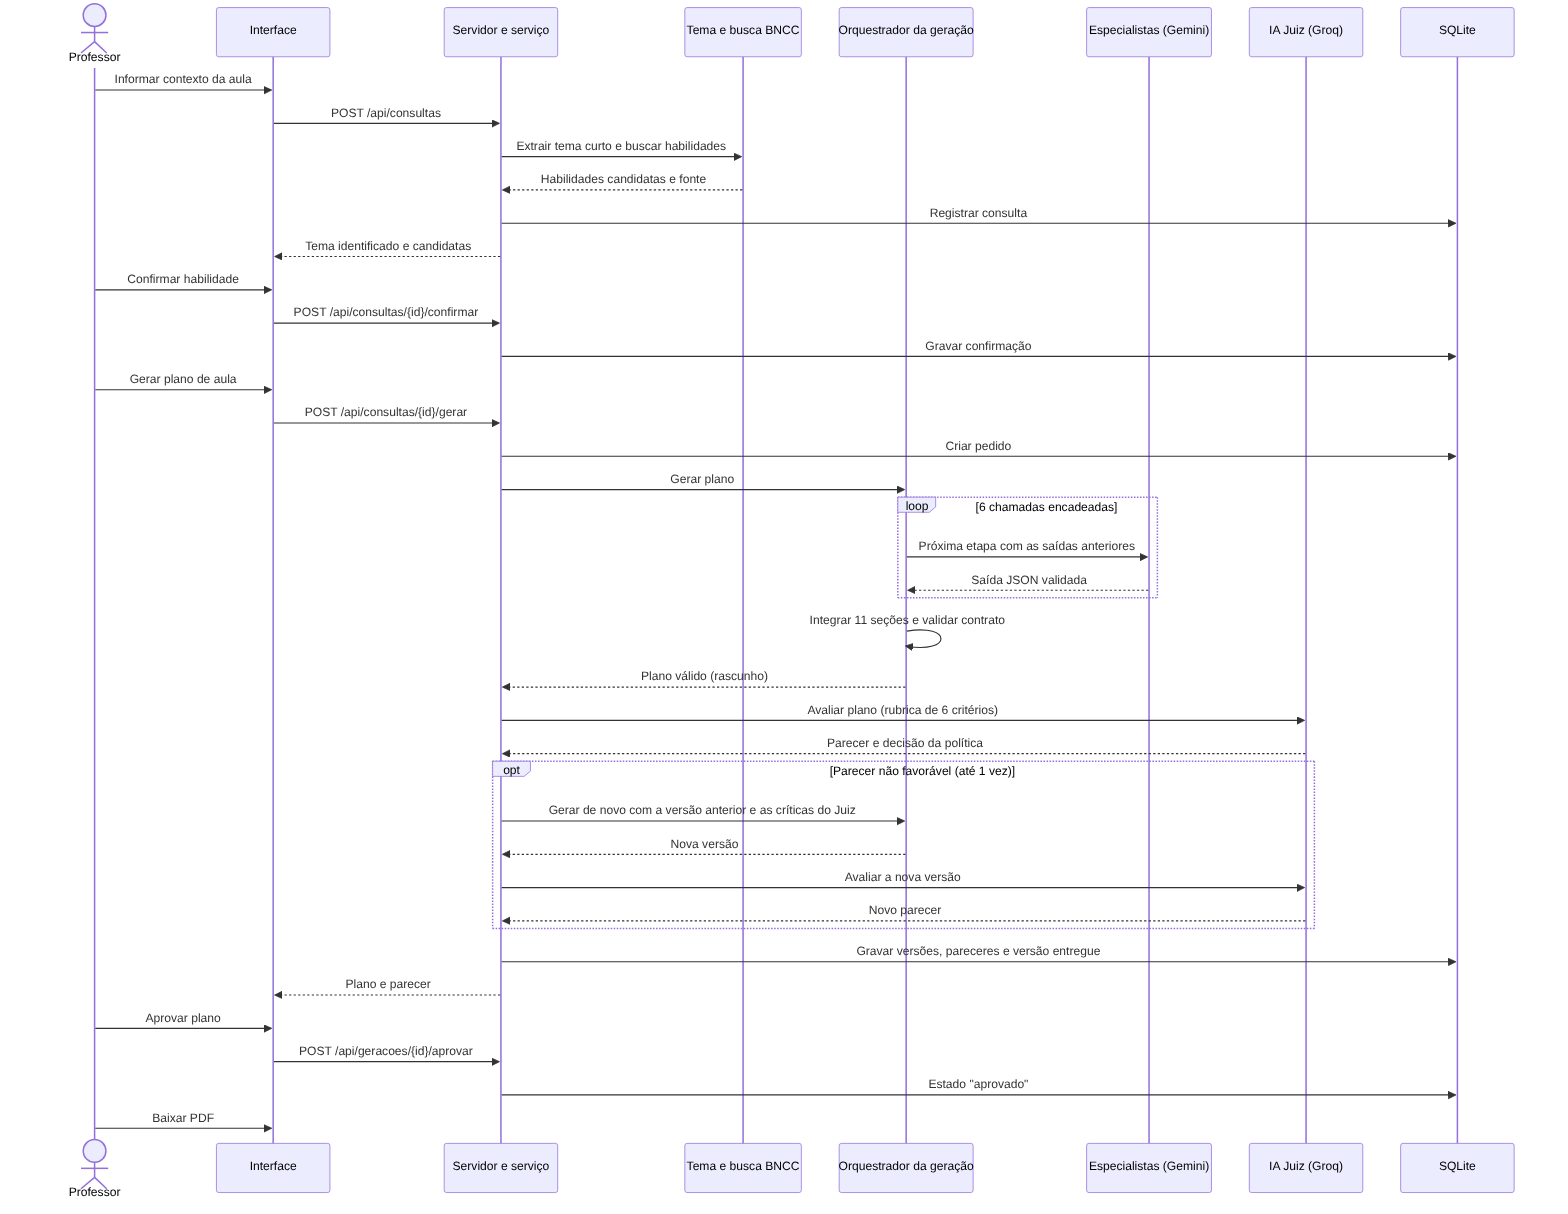 Professor
Interface
Servidor e serviço
Tema e busca BNCC
Orquestrador da geração
Especialistas (Gemini)
IA Juiz (Groq)
SQLite
Informar contexto da aula
POST /api/consultas
Extrair tema curto e buscar habilidades
Habilidades candidatas e fonte
Registrar consulta
Tema identificado e candidatas
Confirmar habilidade
POST /api/consultas/{id}/confirmar
Gravar confirmação
Gerar plano de aula
POST /api/consultas/{id}/gerar
Criar pedido
Gerar plano
loop
[6 chamadas encadeadas]
Próxima etapa com as saídas anteriores
Saída JSON validada
Integrar 11 seções e validar contrato
Plano válido (rascunho)
Avaliar plano (rubrica de 6 critérios)
Parecer e decisão da política
opt
[Parecer não favorável (até 1 vez)]
Gerar de novo com a versão anterior e as críticas do Juiz
Nova versão
Avaliar a nova versão
Novo parecer
Gravar versões, pareceres e versão entregue
Plano e parecer
Aprovar plano
POST /api/geracoes/{id}/aprovar
Estado "aprovado"
Baixar PDF
Professor
Interface
Servidor e serviço
Tema e busca BNCC
Orquestrador da geração
Especialistas (Gemini)
IA Juiz (Groq)
SQLite